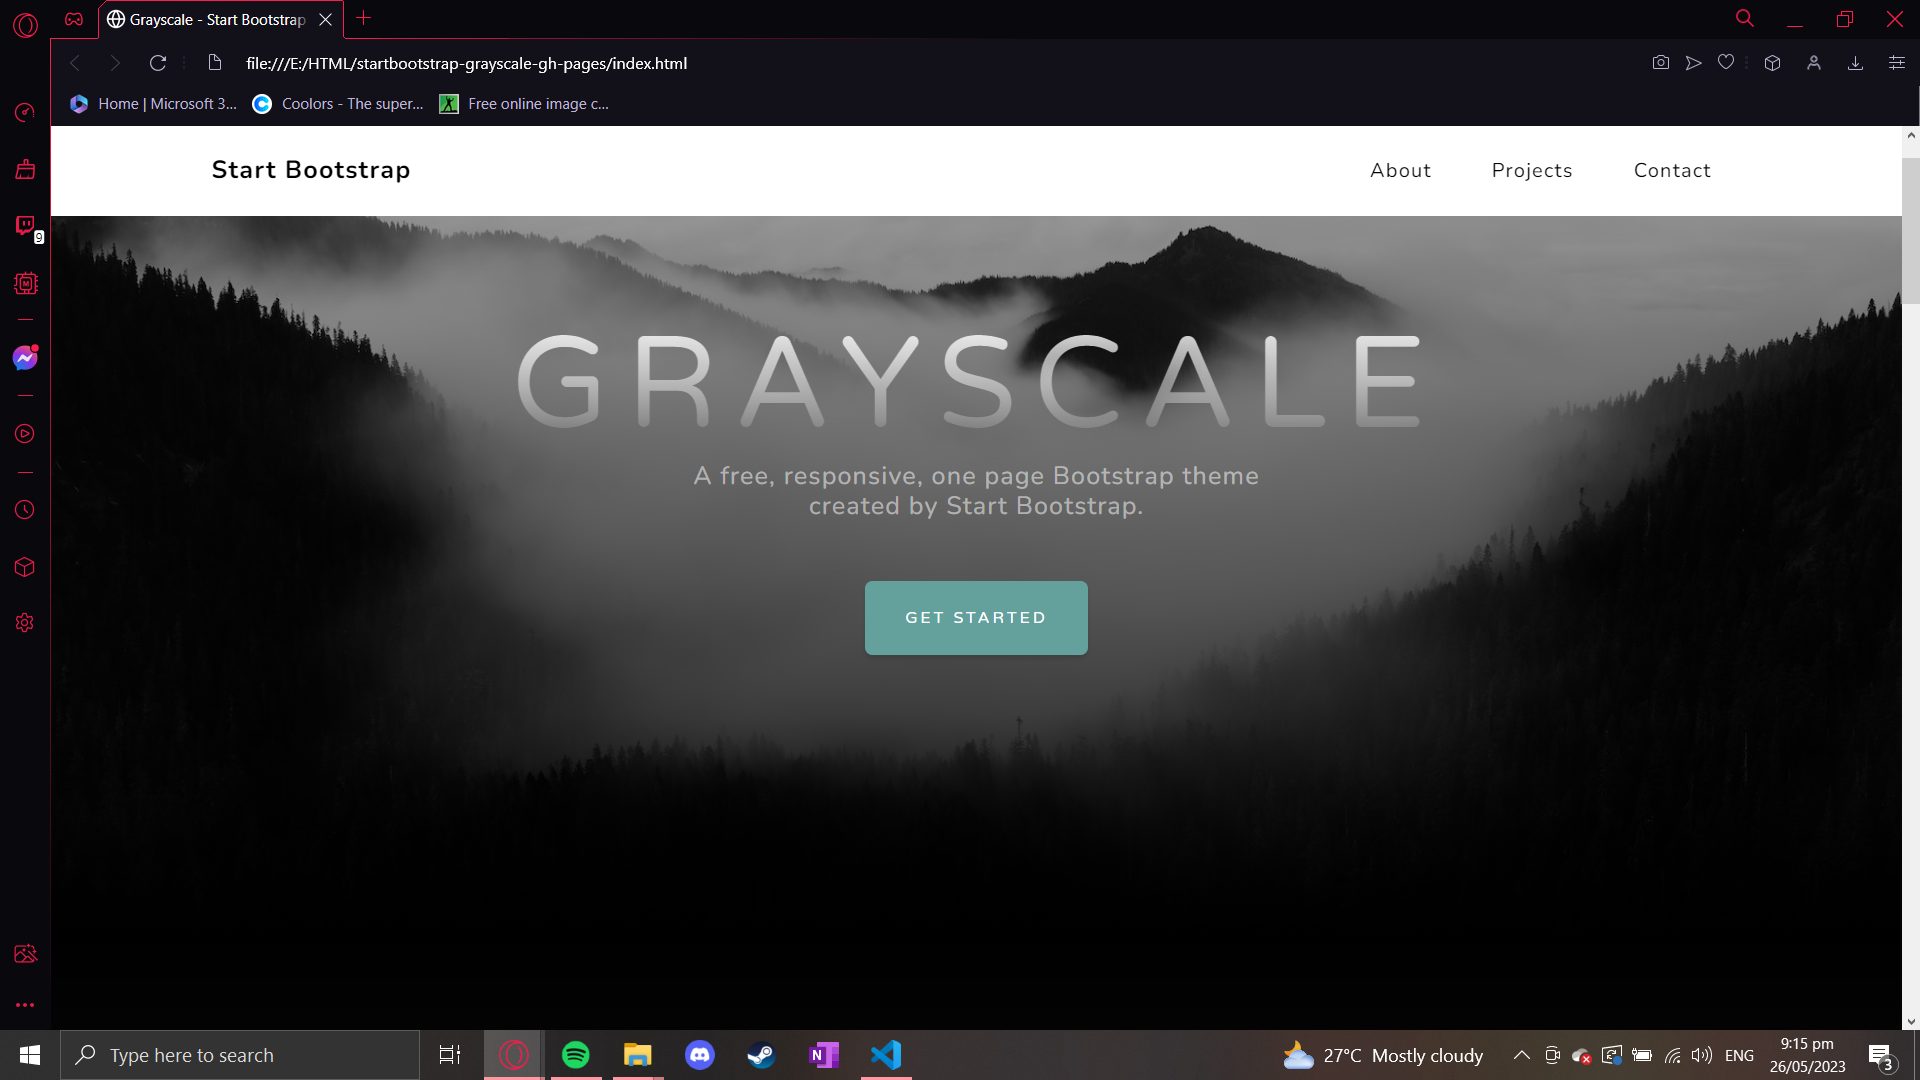 Grayscale - Start Bootstrap
file:///E:/HTML/startbootstrap-grayscale-gh-pages/index.html
Home | Microsoft 3...
Coolors - The super...
Free online image c...
9
M
Start Bootstrap
About
Projects
Contact
GRAYSCALE
A free, responsive, one page Bootstrap theme
created by Start Bootstrap.
GET STARTED
Type here to search
N
27°C Mostly cloudy
ENG
9:15 pm
26/05/2023
3